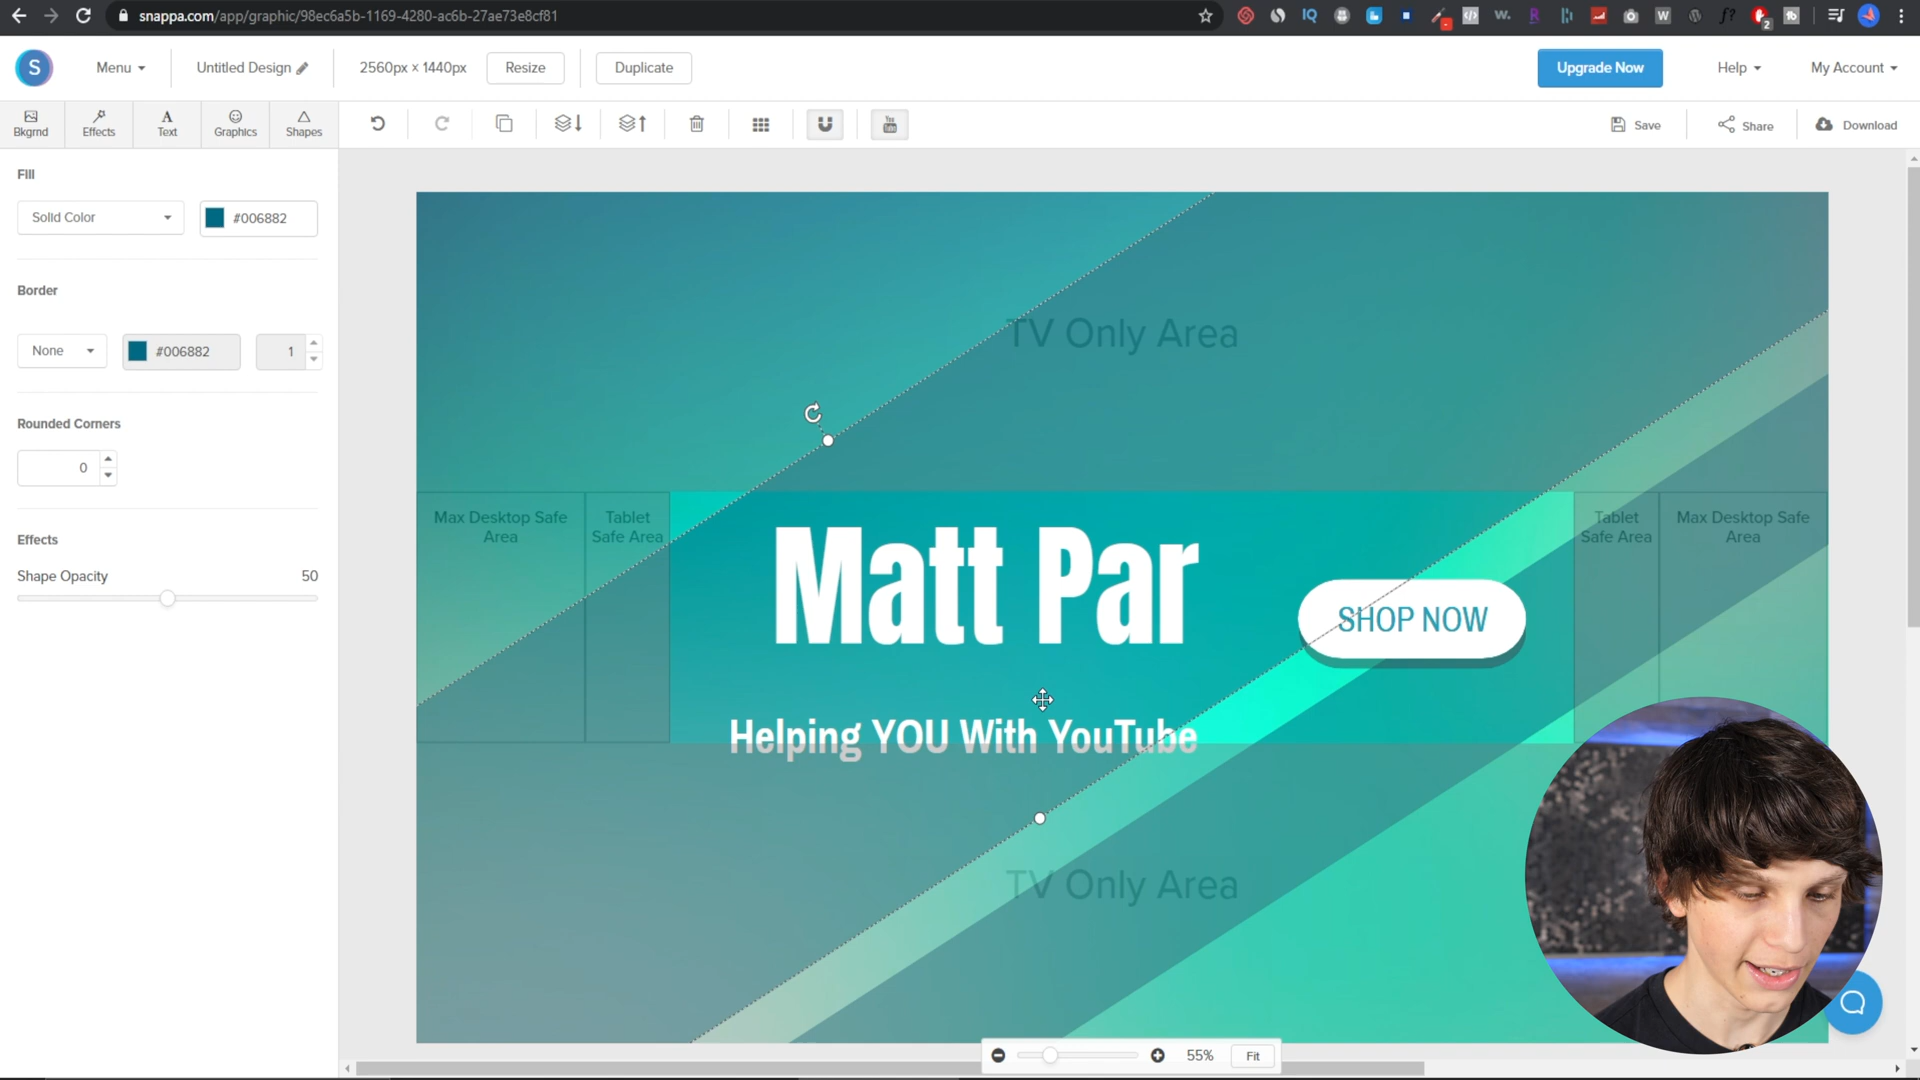 snappa.com/app/graphic/98ec6a5b-1169-4280-ac6b-27ae73e8cf81
S
Menu
Untitled Design
2560px × 1440px
Resize
Duplicate
Upgrade Now
Help
My Account
Bkgrnd
Effects
Text
Graphics
Shapes
Save
Share
Download
Fill
Solid Color
#006882
Border
None
#006882
1
Rounded Corners
0
Effects
Shape Opacity
50
TV Only Area
Max Desktop Safe
Area
Tablet
Safe Area
Matt Par
SHOP NOW
Helping YOU With YouTube
Tablet
Safe Area
Max Desktop Safe
Area
TV Only Area
55%
Fit